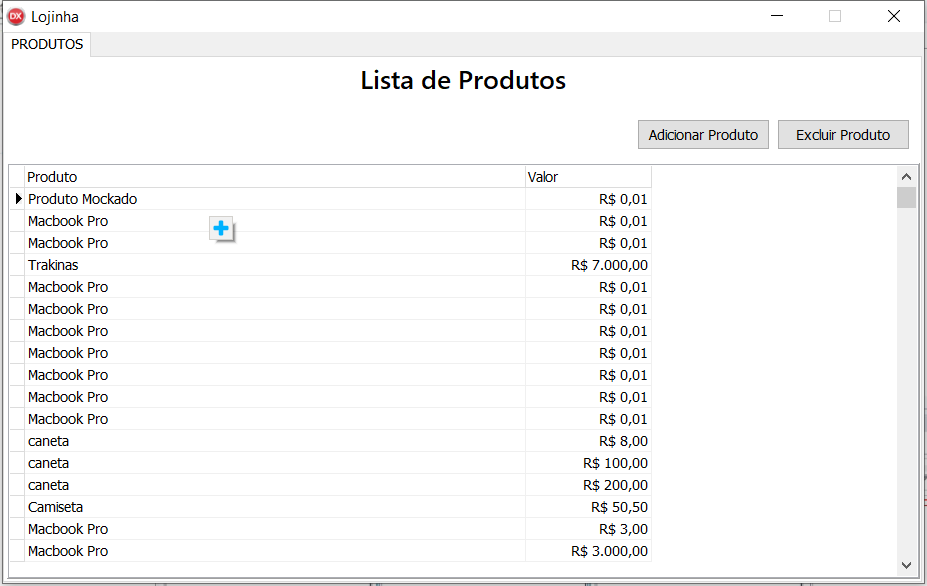 DX Lojinha
PRODUTOS
Lista de Produtos
Adicionar Produto Excluir Produto
Produto Valor
Produto Mockado R$ 0,01
Macbook Pro R$ 0,01
Macbook Pro R$ 0,01
Trakinas R$ 7.000,00
Macbook Pro R$ 0,01
Macbook Pro R$ 0,01
Macbook Pro R$ 0,01
Macbook Pro R$ 0,01
Macbook Pro R$ 0,01
Macbook Pro R$ 0,01
Macbook Pro R$ 0,01
caneta R$ 8,00
caneta R$ 100,00
caneta R$ 200,00
Camiseta R$ 50,50
Macbook Pro R$ 3,00
Macbook Pro R$ 3.000,00